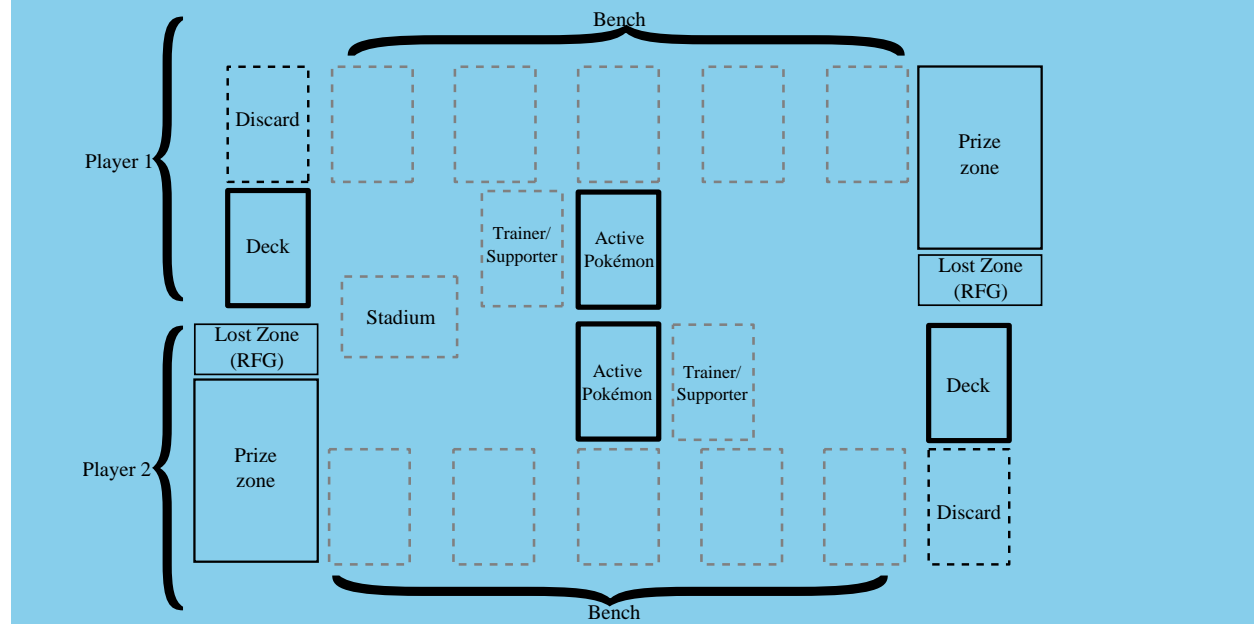 Bench
Discard
Player 1
Prize
zone
Deck
Trainer/
Supporter
Active
Pokémon
Lost Zone
(RFG)
Stadium
Lost Zone
(RFG)
Active
Pokémon
Trainer/
Supporter
Deck
Player 2
Prize
zone
Discard
Bench